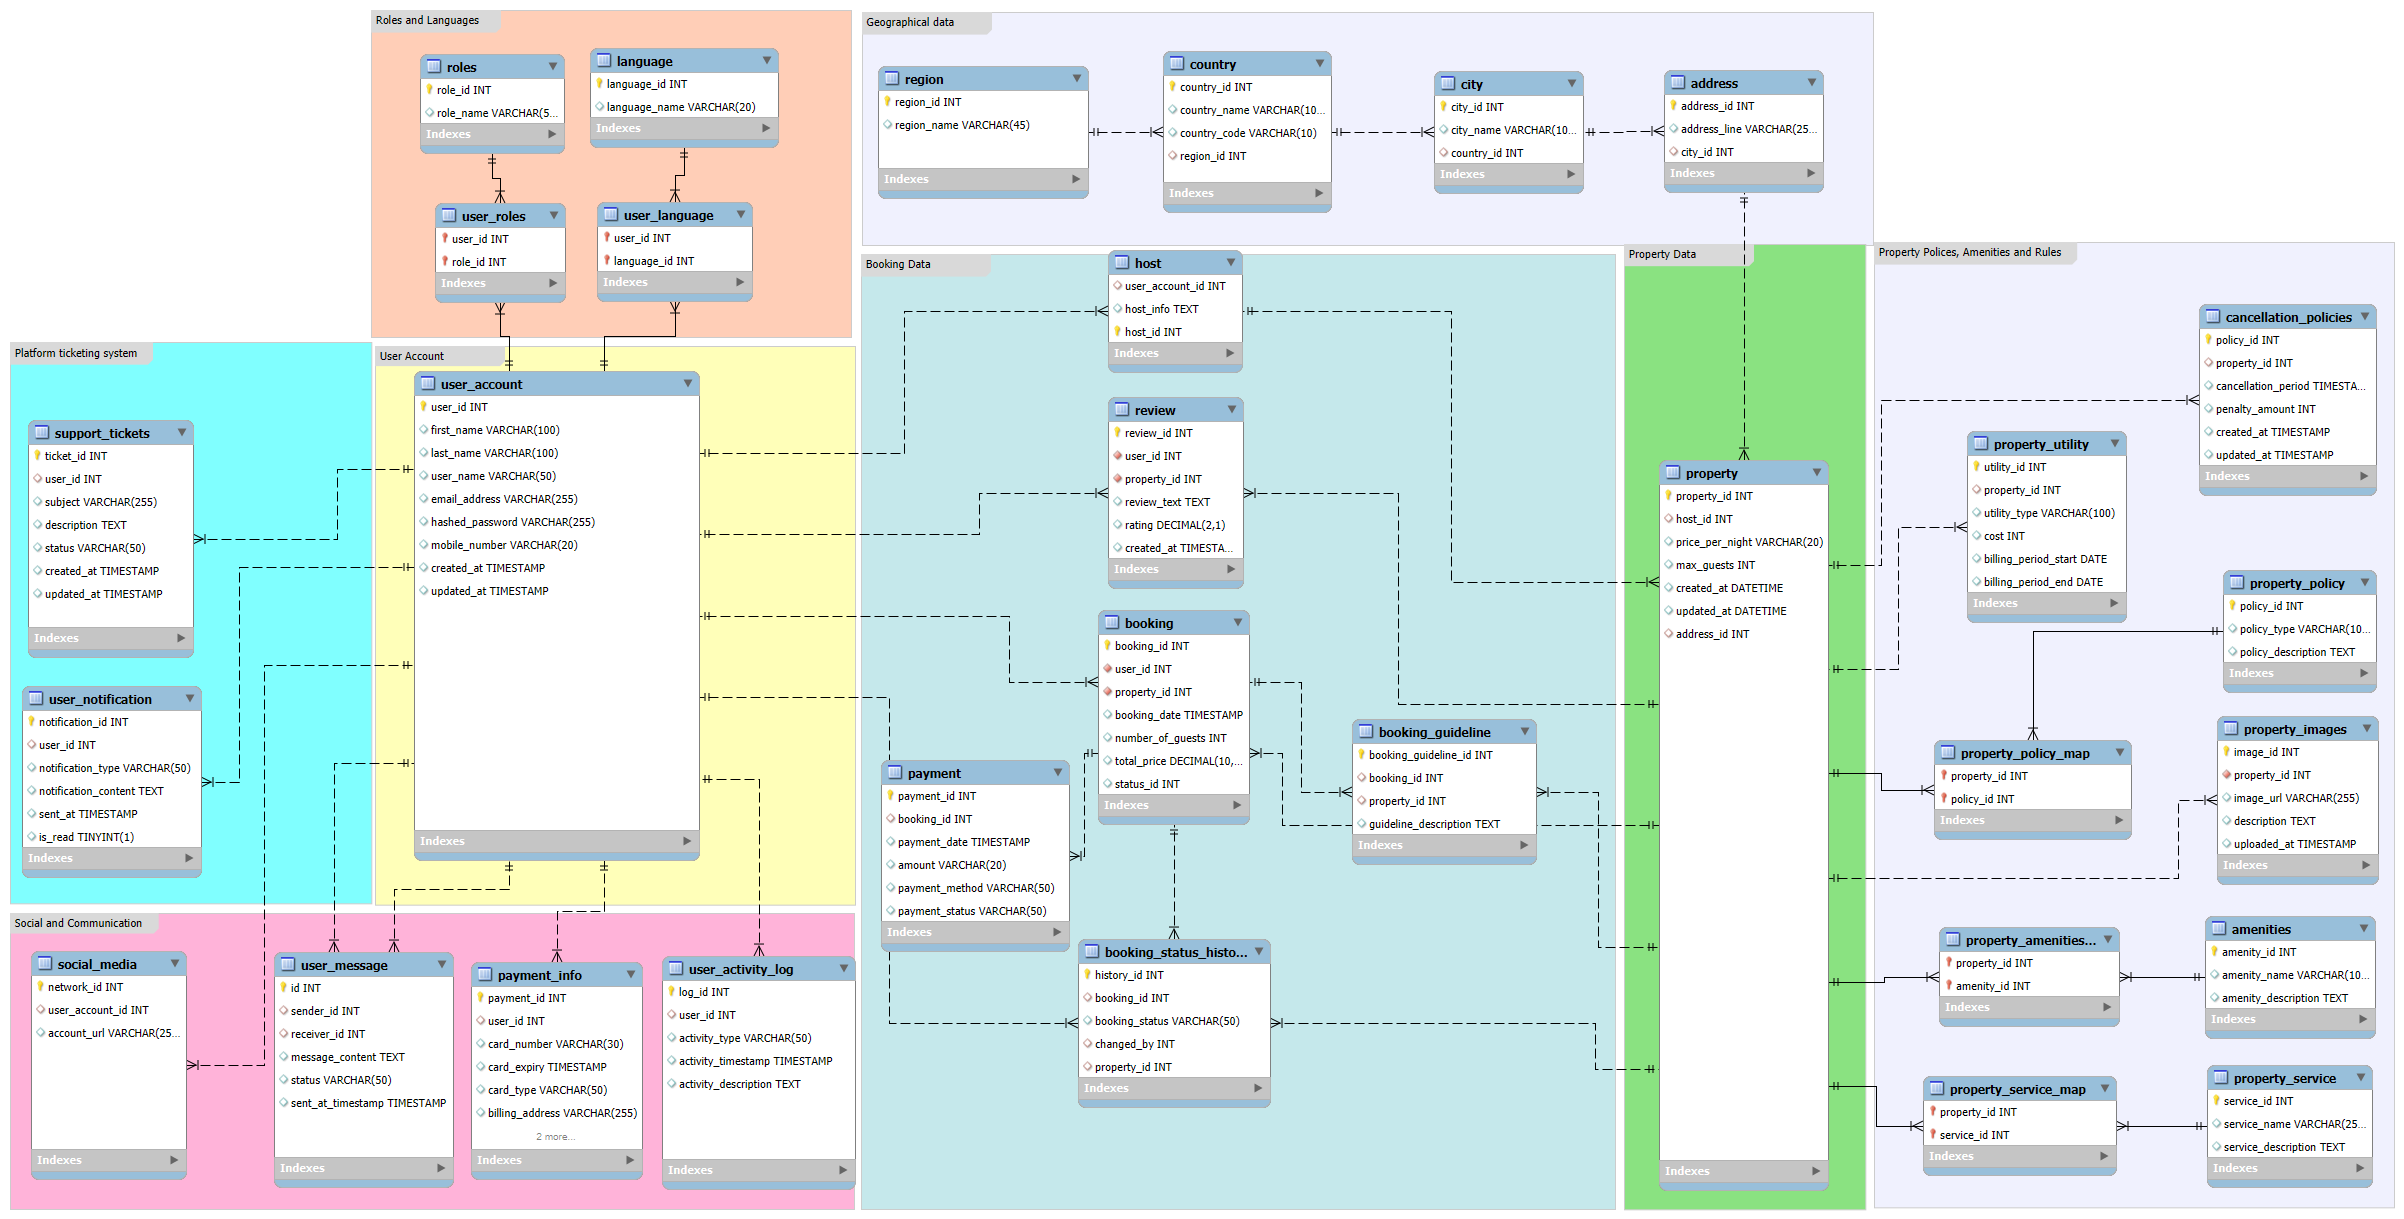 Roles and Languages
roles
role_id INT
role_name VARCHAR(5...
Indexes
language
language_id INT
language_name VARCHAR(20)
Indexes
user_roles
user_id INT
role_id INT
Indexes
user_language
user_id INT
language_id INT
Indexes
Geographical data
region
region_id INT
region_name VARCHAR(45)
Indexes
country
country_id INT
country_name VARCHAR(10...
country_code VARCHAR(10)
region_id INT
Indexes
city
city_id INT
city_name VARCHAR(10...
country_id INT
Indexes
address
address_id INT
address_line VARCHAR(25...
city_id INT
Indexes
Platform ticketing system
support_tickets
ticket_id INT
user_id INT
subject VARCHAR(255)
description TEXT
status VARCHAR(50)
created_at TIMESTAMP
updated_at TIMESTAMP
Indexes
user_notification
notification_id INT
user_id INT
notification_type VARCHAR(50)
notification_content TEXT
sent_at TIMESTAMP
is_read TINYINT(1)
Indexes
User Account
user_account
user_id INT
first_name VARCHAR(100)
last_name VARCHAR(100)
user_name VARCHAR(50)
email_address VARCHAR(255)
hashed_password VARCHAR(255)
mobile_number VARCHAR(20)
created_at TIMESTAMP
updated_at TIMESTAMP
Indexes
Social and Communication
social_media
network_id INT
user_account_id INT
account_url VARCHAR(25...
Indexes
user_message
id INT
sender_id INT
receiver_id INT
message_content TEXT
status VARCHAR(50)
sent_at_timestamp TIMESTAMP
Indexes
payment_info
payment_id INT
user_id INT
card_number VARCHAR(30)
card_expiry TIMESTAMP
card_type VARCHAR(50)
billing_address VARCHAR(255)
2 more...
Indexes
user_activity_log
log_id INT
user_id INT
activity_type VARCHAR(50)
activity_timestamp TIMESTAMP
activity_description TEXT
Indexes
Booking Data
host
user_account_id INT
host_info TEXT
host_id INT
Indexes
review
review_id INT
user_id INT
property_id INT
review_text TEXT
rating DECIMAL(2,1)
created_at TIMESTA...
Indexes
booking
booking_id INT
user_id INT
property_id INT
booking_date TIMESTAMP
number_of_guests INT
total_price DECIMAL(10,...
status_id INT
Indexes
payment
payment_id INT
booking_id INT
payment_date TIMESTAMP
amount VARCHAR(20)
payment_method VARCHAR(50)
payment_status VARCHAR(50)
Indexes
booking_guideline
booking_guideline_id INT
booking_id INT
property_id INT
guideline_description TEXT
Indexes
booking_status_histo...
history_id INT
booking_id INT
booking_status VARCHAR(50)
changed_by INT
property_id INT
Indexes
Property Data
property
property_id INT
host_id INT
price_per_night VARCHAR(20)
max_guests INT
created_at DATETIME
updated_at DATETIME
address_id INT
Indexes
Property Polices, Amenities and Rules
cancellation_policies
policy_id INT
property_id INT
cancellation_period TIMESTA...
penalty_amount INT
created_at TIMESTAMP
updated_at TIMESTAMP
Indexes
property_utility
utility_id INT
property_id INT
utility_type VARCHAR(100)
cost INT
billing_period_start DATE
billing_period_end DATE
Indexes
property_policy
policy_id INT
policy_type VARCHAR(10...
policy_description TEXT
Indexes
property_policy_map
property_id INT
policy_id INT
Indexes
property_images
image_id INT
property_id INT
image_url VARCHAR(255)
description TEXT
uploaded_at TIMESTAMP
Indexes
property_amenities...
property_id INT
amenity_id INT
Indexes
amenities
amenity_id INT
amenity_name VARCHAR(10...
amenity_description TEXT
Indexes
property_service_map
property_id INT
service_id INT
Indexes
property_service
service_id INT
service_name VARCHAR(25...
service_description TEXT
Indexes